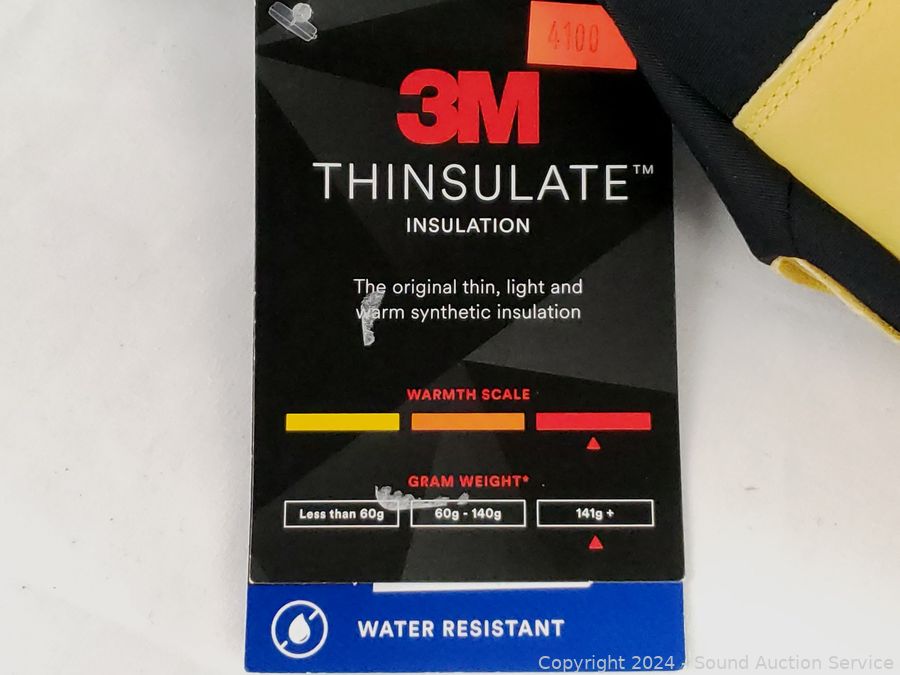 4100
3M
THINSULATE™
INSULATION
The original thin, light and
warm synthetic insulation
WARMTH SCALE
GRAM WEIGHT*
Less than 60g 60g - 140g 141g +
WATER RESISTANT
Copyright 2024 - Sound Auction Service